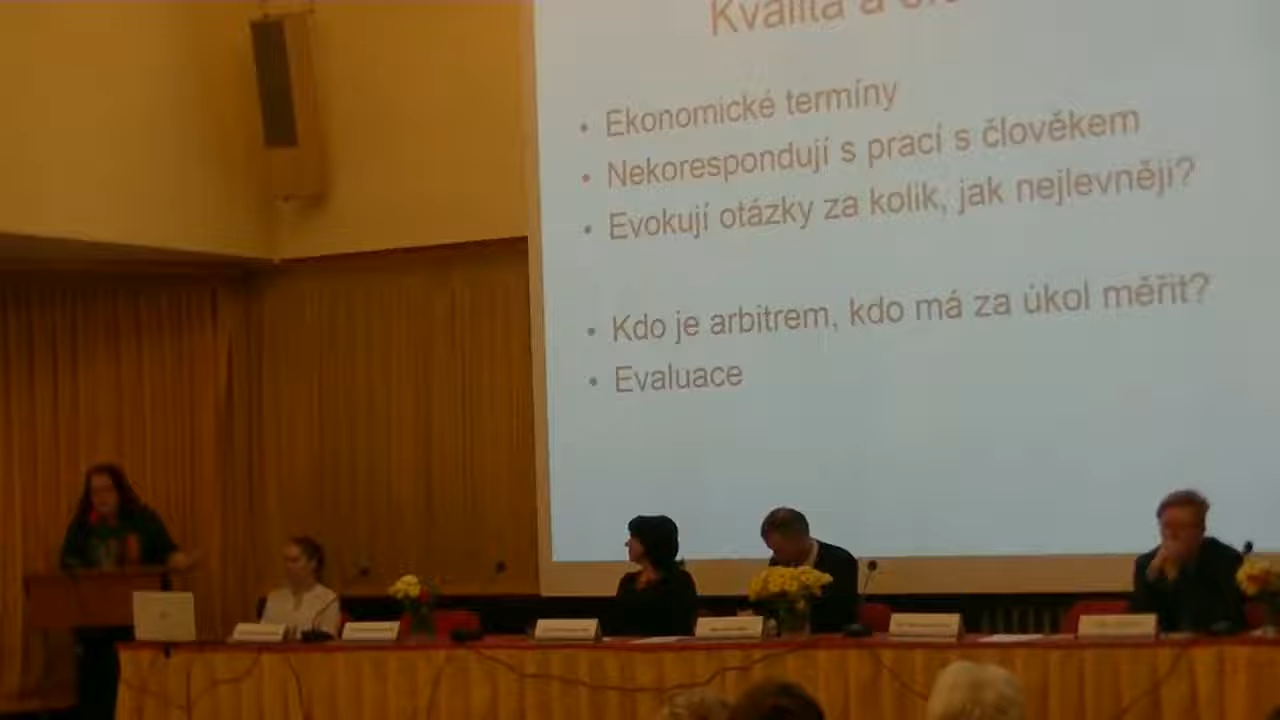 Kvalita a
• Ekonomické termíny
• Nekorespondují s prací s člověkem
• Evokují otázky za kolik, jak nejlevněji?
• Kdo je arbitrem, kdo má za úkol měřit?
• Evaluace